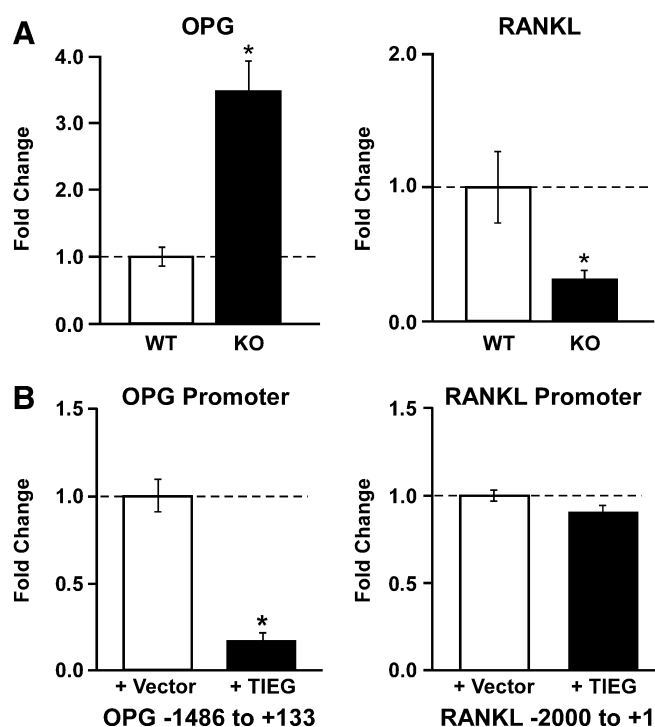 A
OPG
RANKL
Fold Change
4.0
3.0
2.0
1.0
0.0
*
WT
KO
Fold Change
2.0
1.0
0.0
*
WT
KO
B
OPG Promoter
RANKL Promoter
Fold Change
1.5
1.0
0.5
0.0
*
+ Vector
+ TIEG
OPG -1486 to +133
Fold Change
1.5
1.0
0.5
0.0
+ Vector
+ TIEG
RANKL -2000 to +1